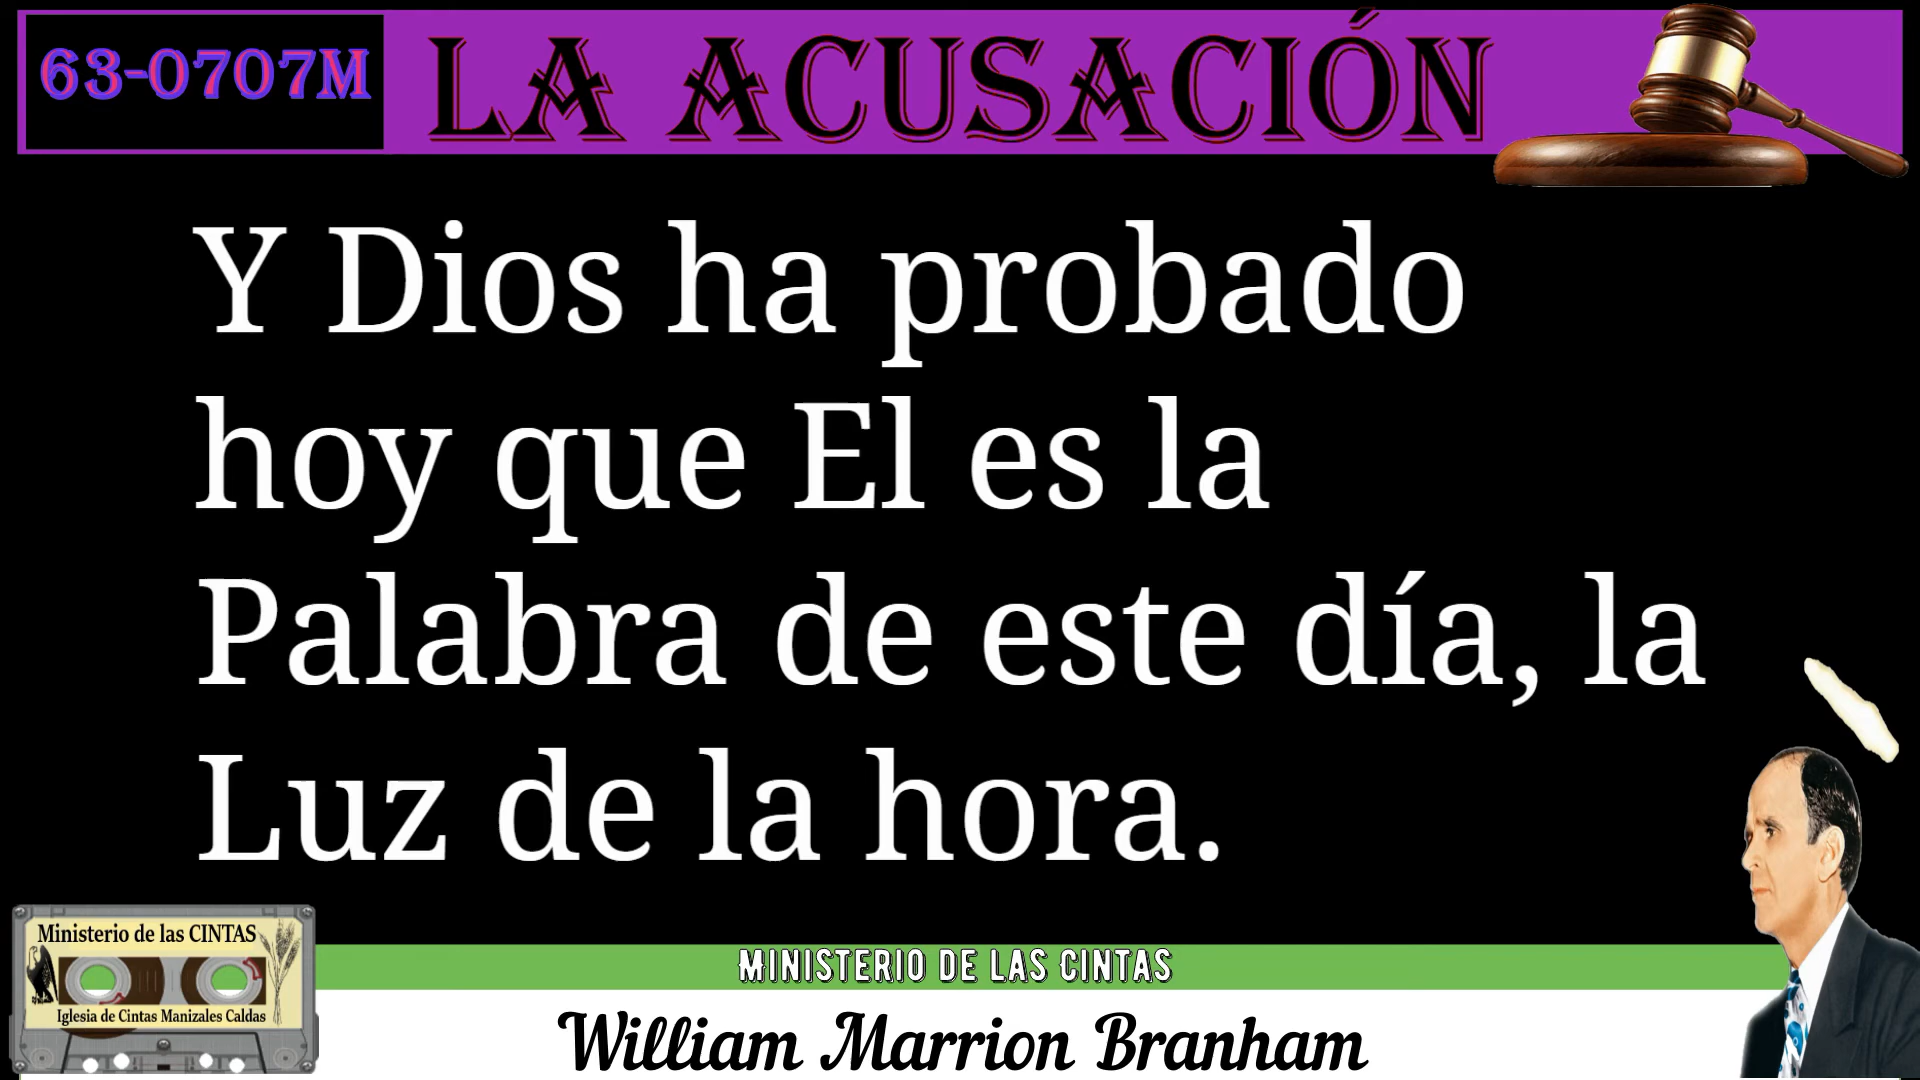 63-0707M
LA ACUSACIÓN
Y Dios ha probado
hoy que El es la
Palabra de este día, la
Luz de la hora.
Ministerio de las CINTAS
Iglesia de Cintas Manizales Caldas
MINISTERIO DE LAS CINTAS
William Marrion Branham